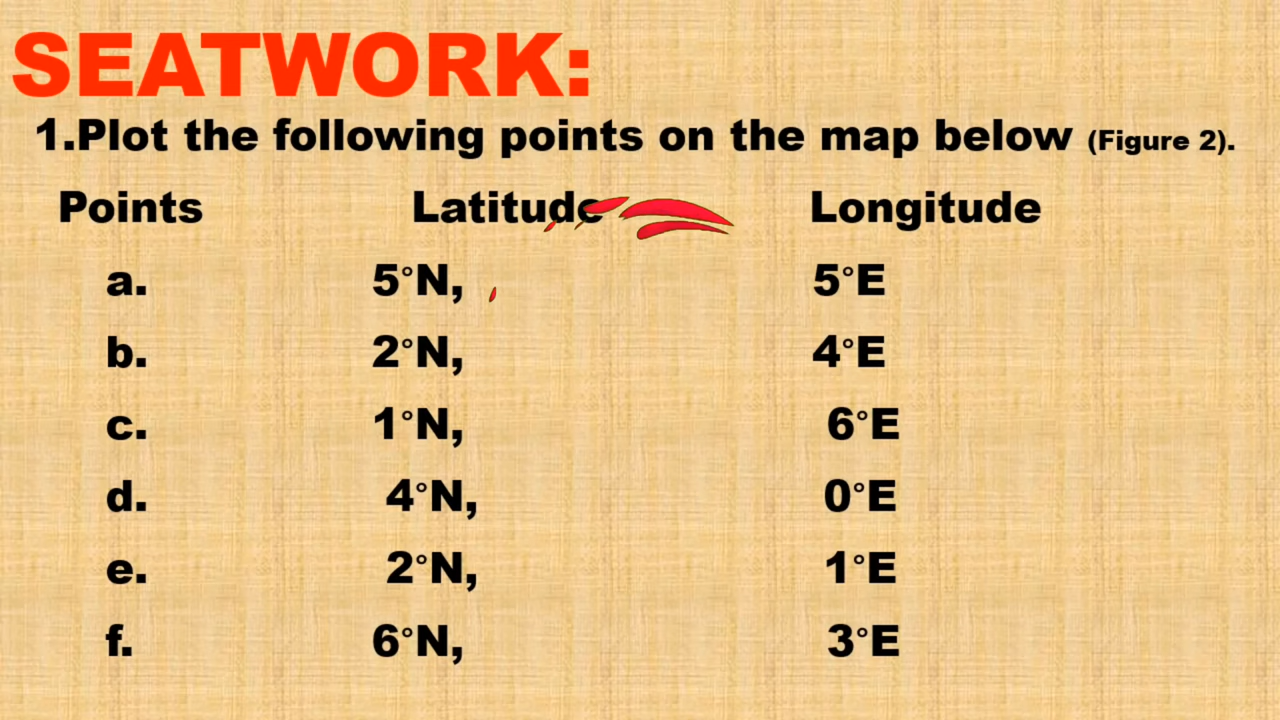 SEATWORK:
1.Plot the following points on the map below (Figure 2).
Points Latitude Longitude
a. 5°N, 5°E
b. 2°N, 4°E
c. 1°N, 6°E
d. 4°N, 0°E
e. 2°N, 1°E
f. 6°N, 3°E